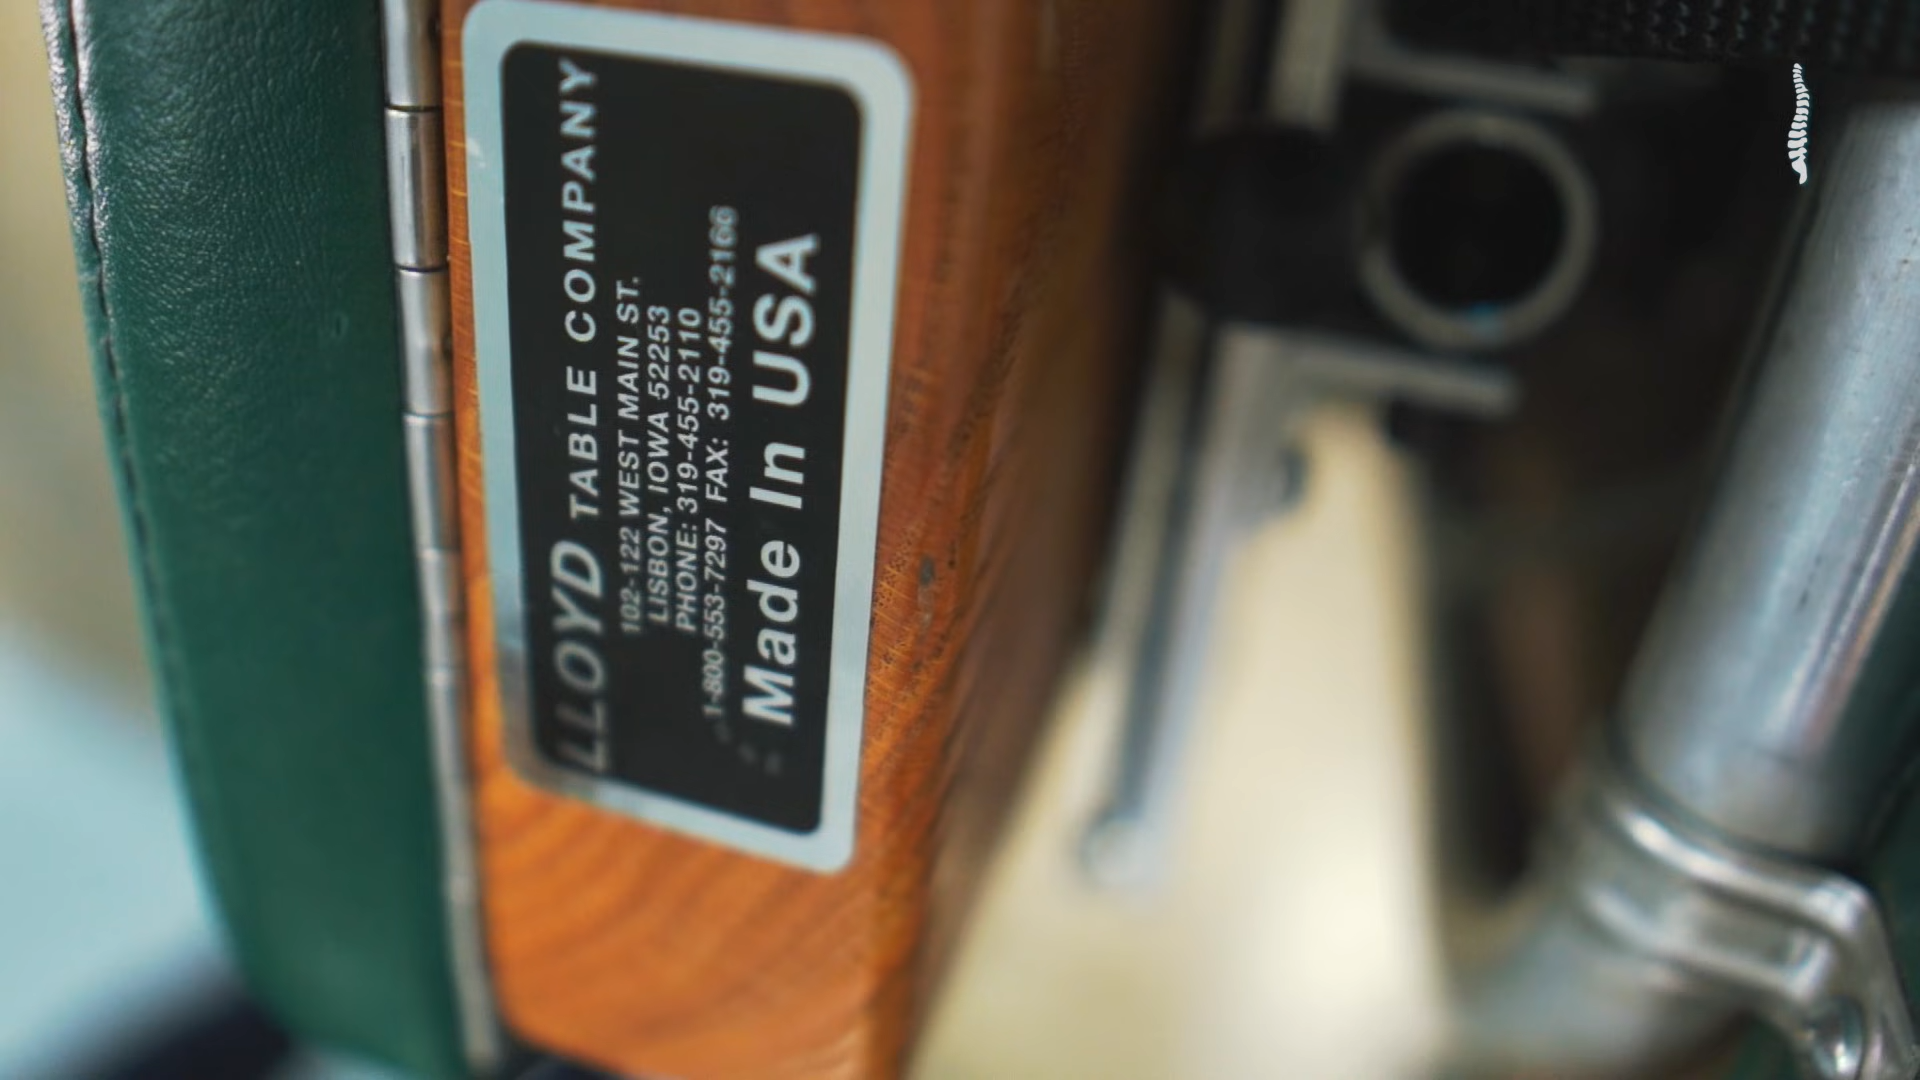 LLOYD TABLE COMPANY
102-122 WEST MAIN ST.
LISBON, IOWA 52253
PHONE: 319-455-2110
1-800-553-7297 FAX: 319-455-2166
Made In USA